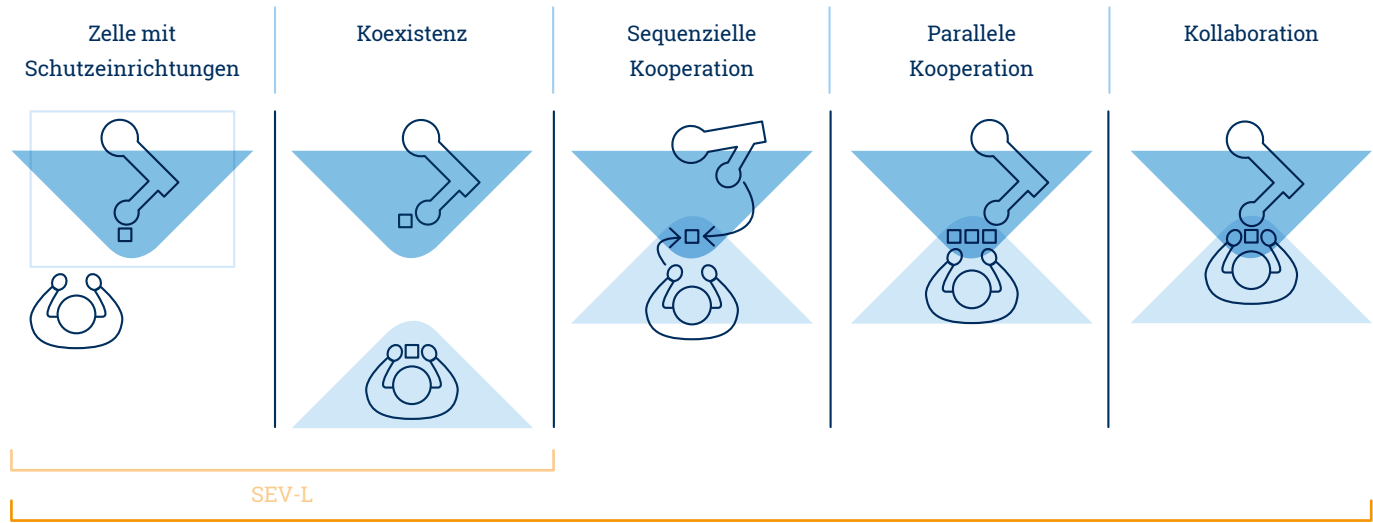 Zelle mit
Schutzeinrichtungen
Koexistenz
Sequenzielle
Kooperation
Parallele
Kooperation
Kollaboration
SEV-L